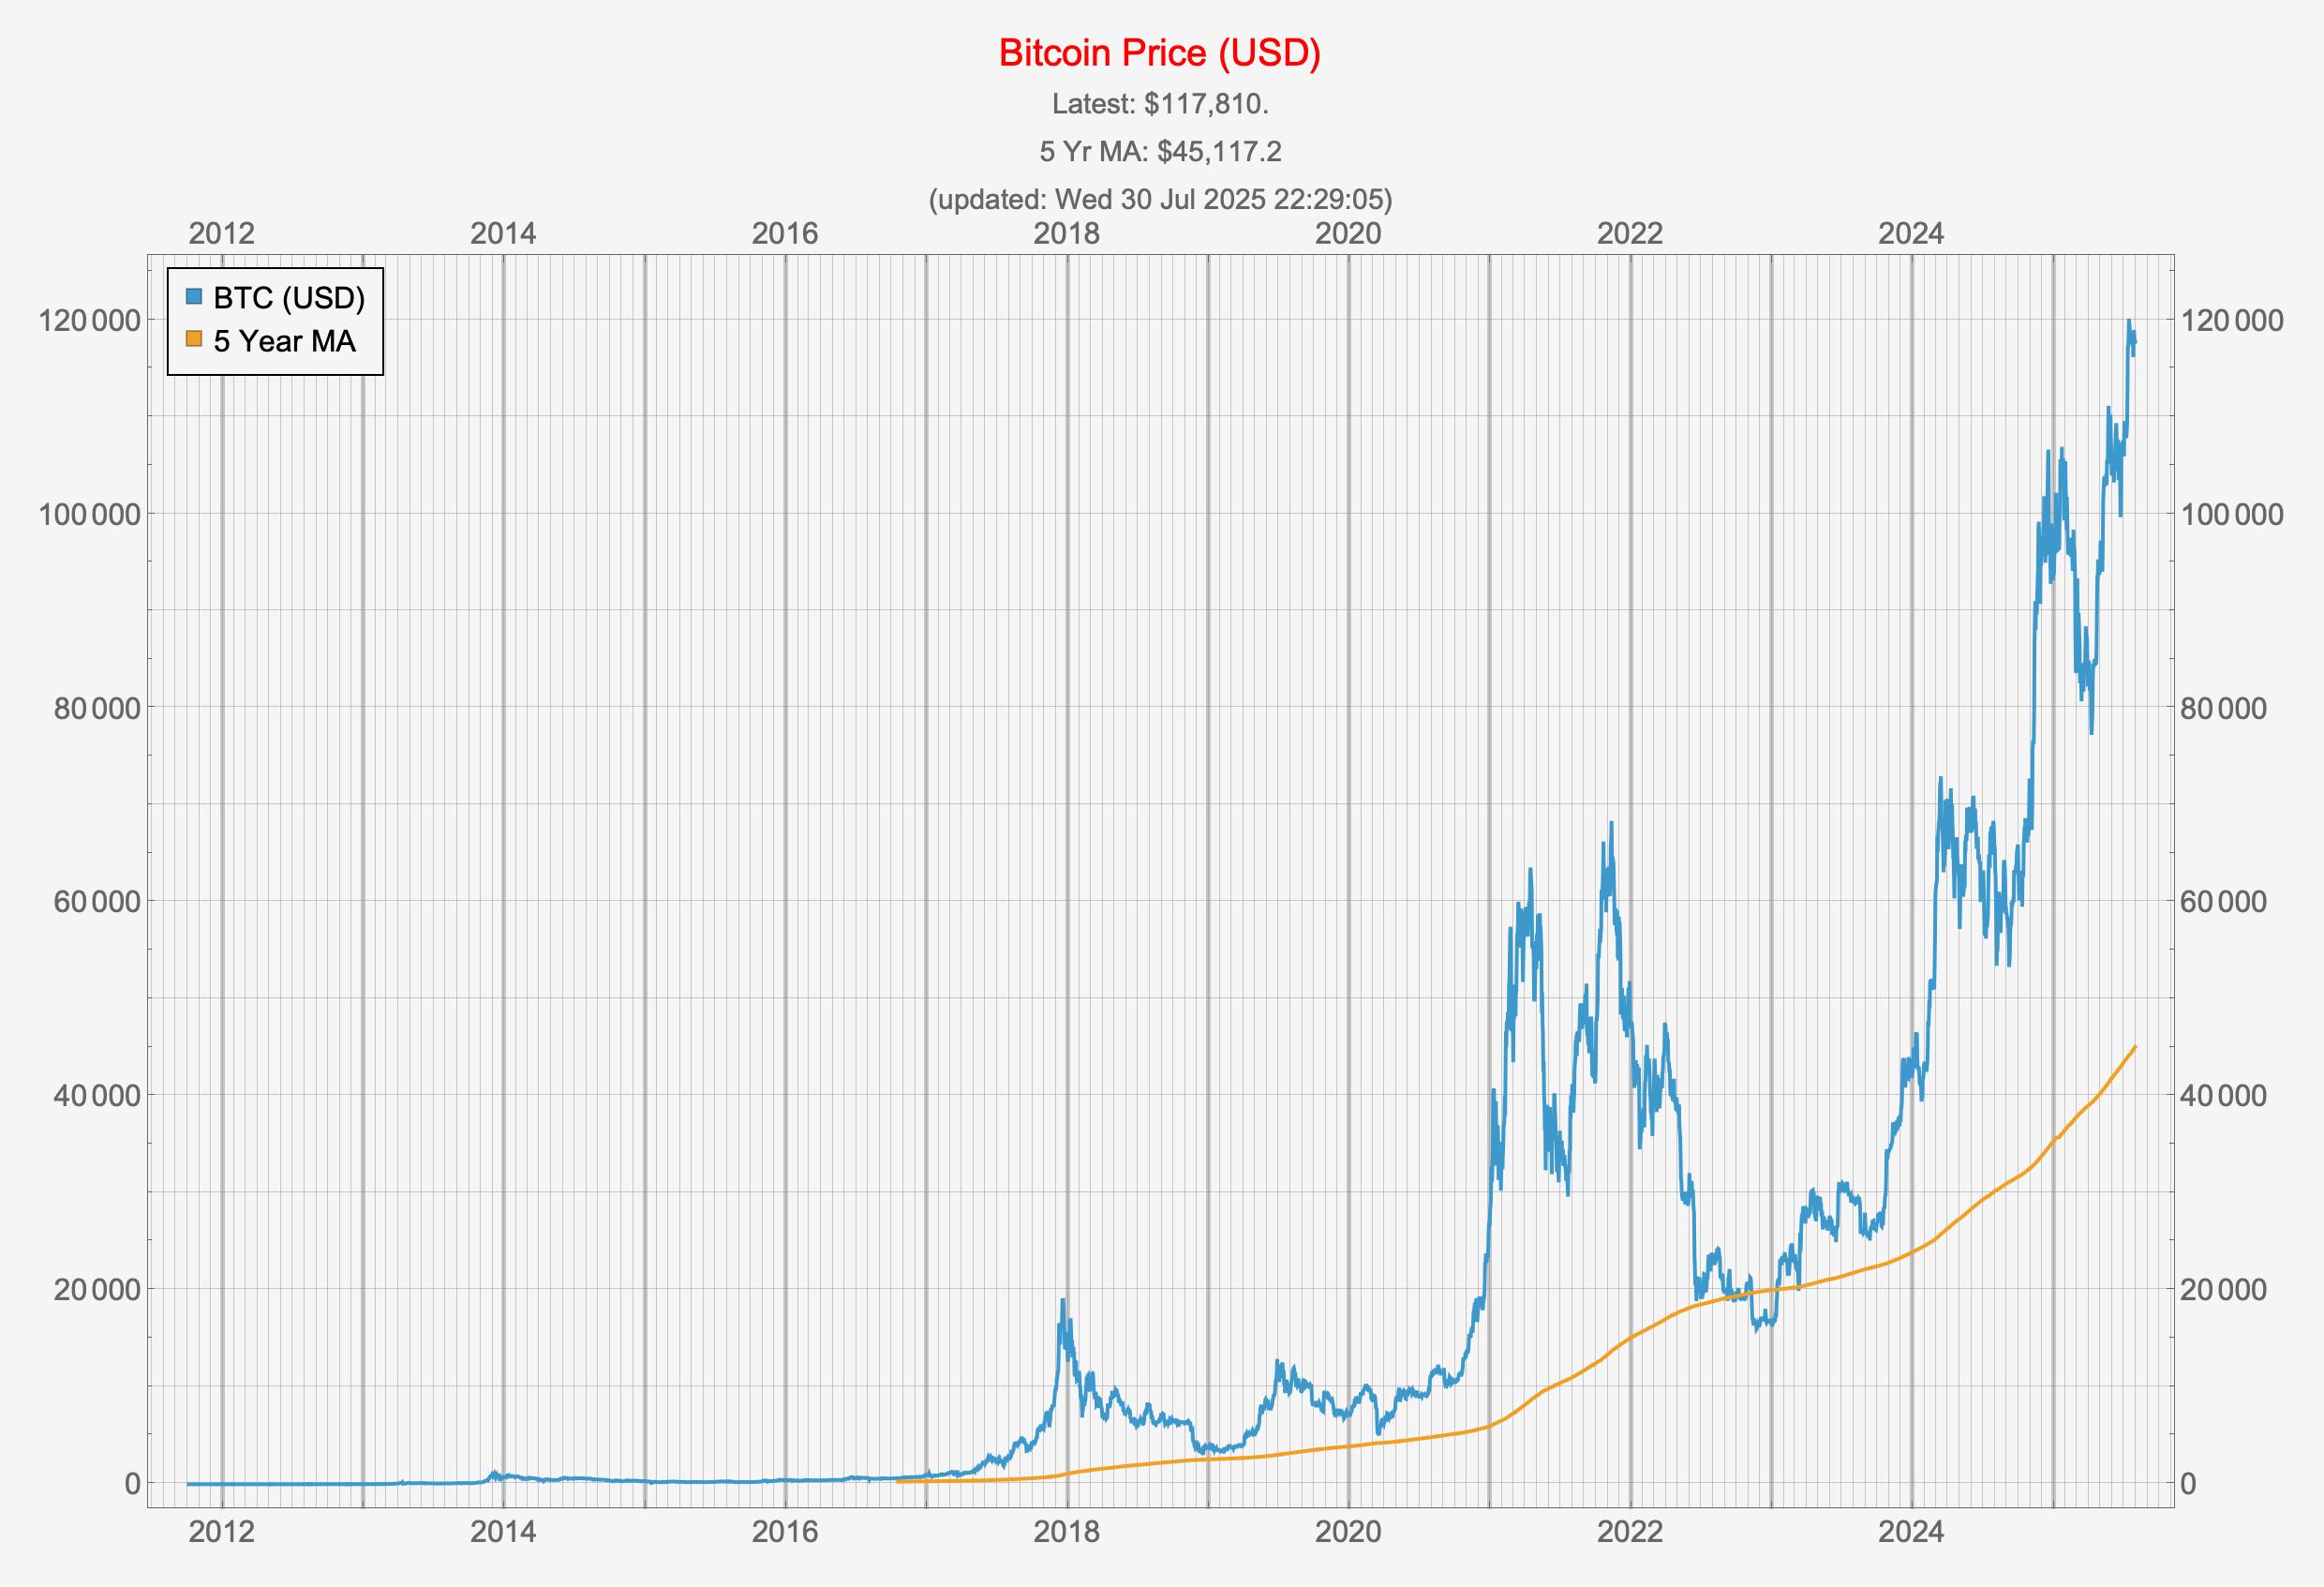 Bitcoin Price (USD)
Latest: $117,810.
5 Yr MA: $45,117.2
(updated: Wed 30 Jul 2025 22:29:05)
2012 2014 2016 2018 2020 2022 2024
BTC (USD)
5 Year MA
120 000 120 000
100 000 100 000
80 000 80 000
60 000 60 000
40 000 40 000
20 000 20 000
0 0
2012 2014 2016 2018 2020 2022 2024